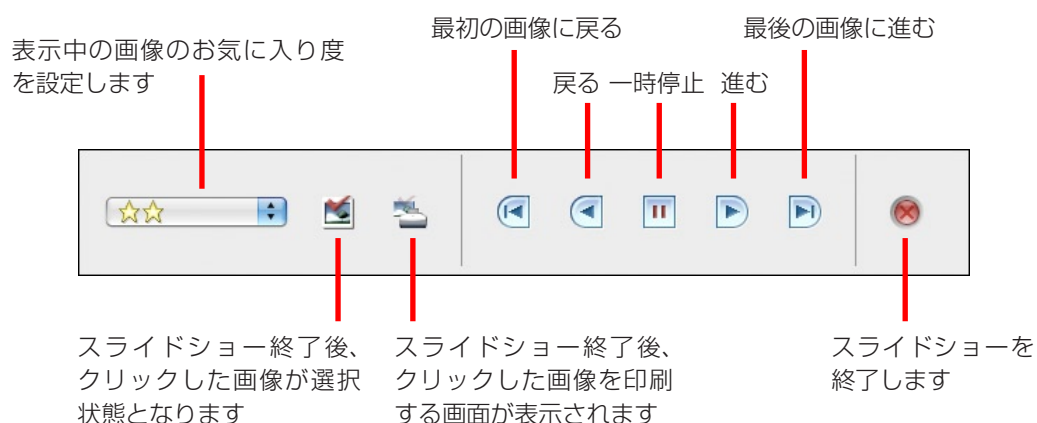 表示中の画像のお気に入り度
を設定します
最初の画像に戻る
最後の画像に進む
戻る 一時停止 進む
スライドショー終了後、
クリックした画像が選択
状態となります
スライドショー終了後、
クリックした画像を印刷
する画面が表示されます
スライドショーを
終了します